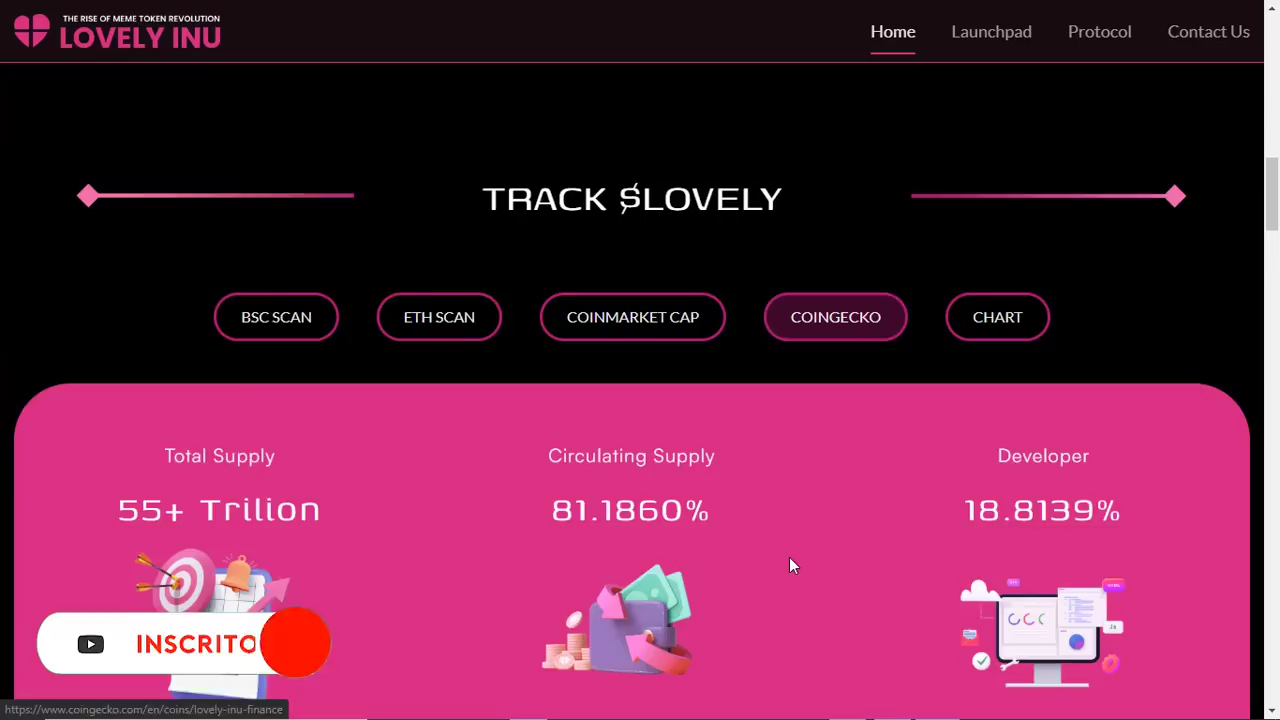 THE RISE OF MEME TOKEN REVOLUTION
LOVELY INU
Home Launchpad Protocol Contact Us
TRACK $LOVELY
BSC SCAN ETH SCAN COINMARKET CAP COINGECKO CHART
Total Supply Circulating Supply Developer
55+ Trilion 81.1860% 18.8139%
INSCRITO
https://www.coingecko.com/en/coins/lovely-inu-finance